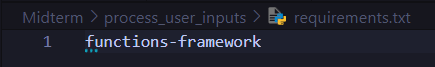 Midterm > process_user_inputs > requirements.txt
1 functions-framework